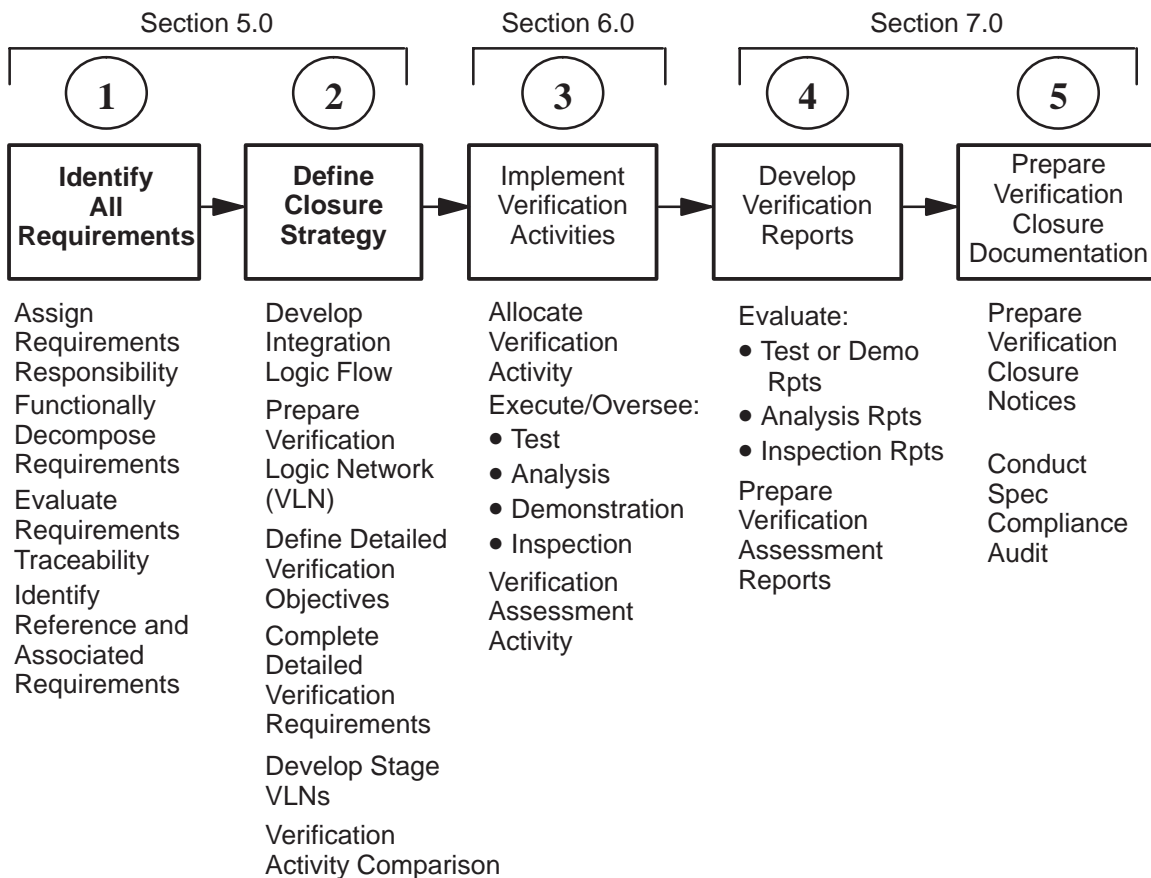 Section 5.0
Section 6.0
Section 7.0
1
2
3
4
5
Identify
All
Requirements
Define
Closure
Strategy
Implement
Verification
Activities
Develop
Verification
Reports
Prepare
Verification
Closure
Documentation
Assign
Requirements
Responsibility
Functionally
Decompose
Requirements
Evaluate
Requirements
Traceability
Identify
Reference and
Associated
Requirements
Develop
Integration
Logic Flow
Prepare
Verification
Logic Network
(VLN)
Define Detailed
Verification
Objectives
Complete
Detailed
Verification
Requirements
Develop Stage
VLNs
Verification
Activity Comparison
Allocate
Verification
Activity
Execute/Oversee:
• Test
• Analysis
• Demonstration
• Inspection
Verification
Assessment
Activity
Evaluate:
• Test or Demo
Rpts
• Analysis Rpts
• Inspection Rpts
Prepare
Verification
Assessment
Reports
Prepare
Verification
Closure
Notices
Conduct
Spec
Compliance
Audit